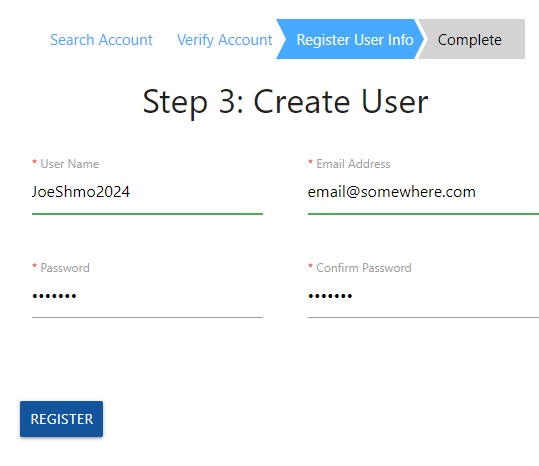 Search Account Verify Account Register User Info Complete
Step 3: Create User
* User Name * Email Address
JoeShmo2024 email@somewhere.com
* Password * Confirm Password
••••••• •••••••
REGISTER